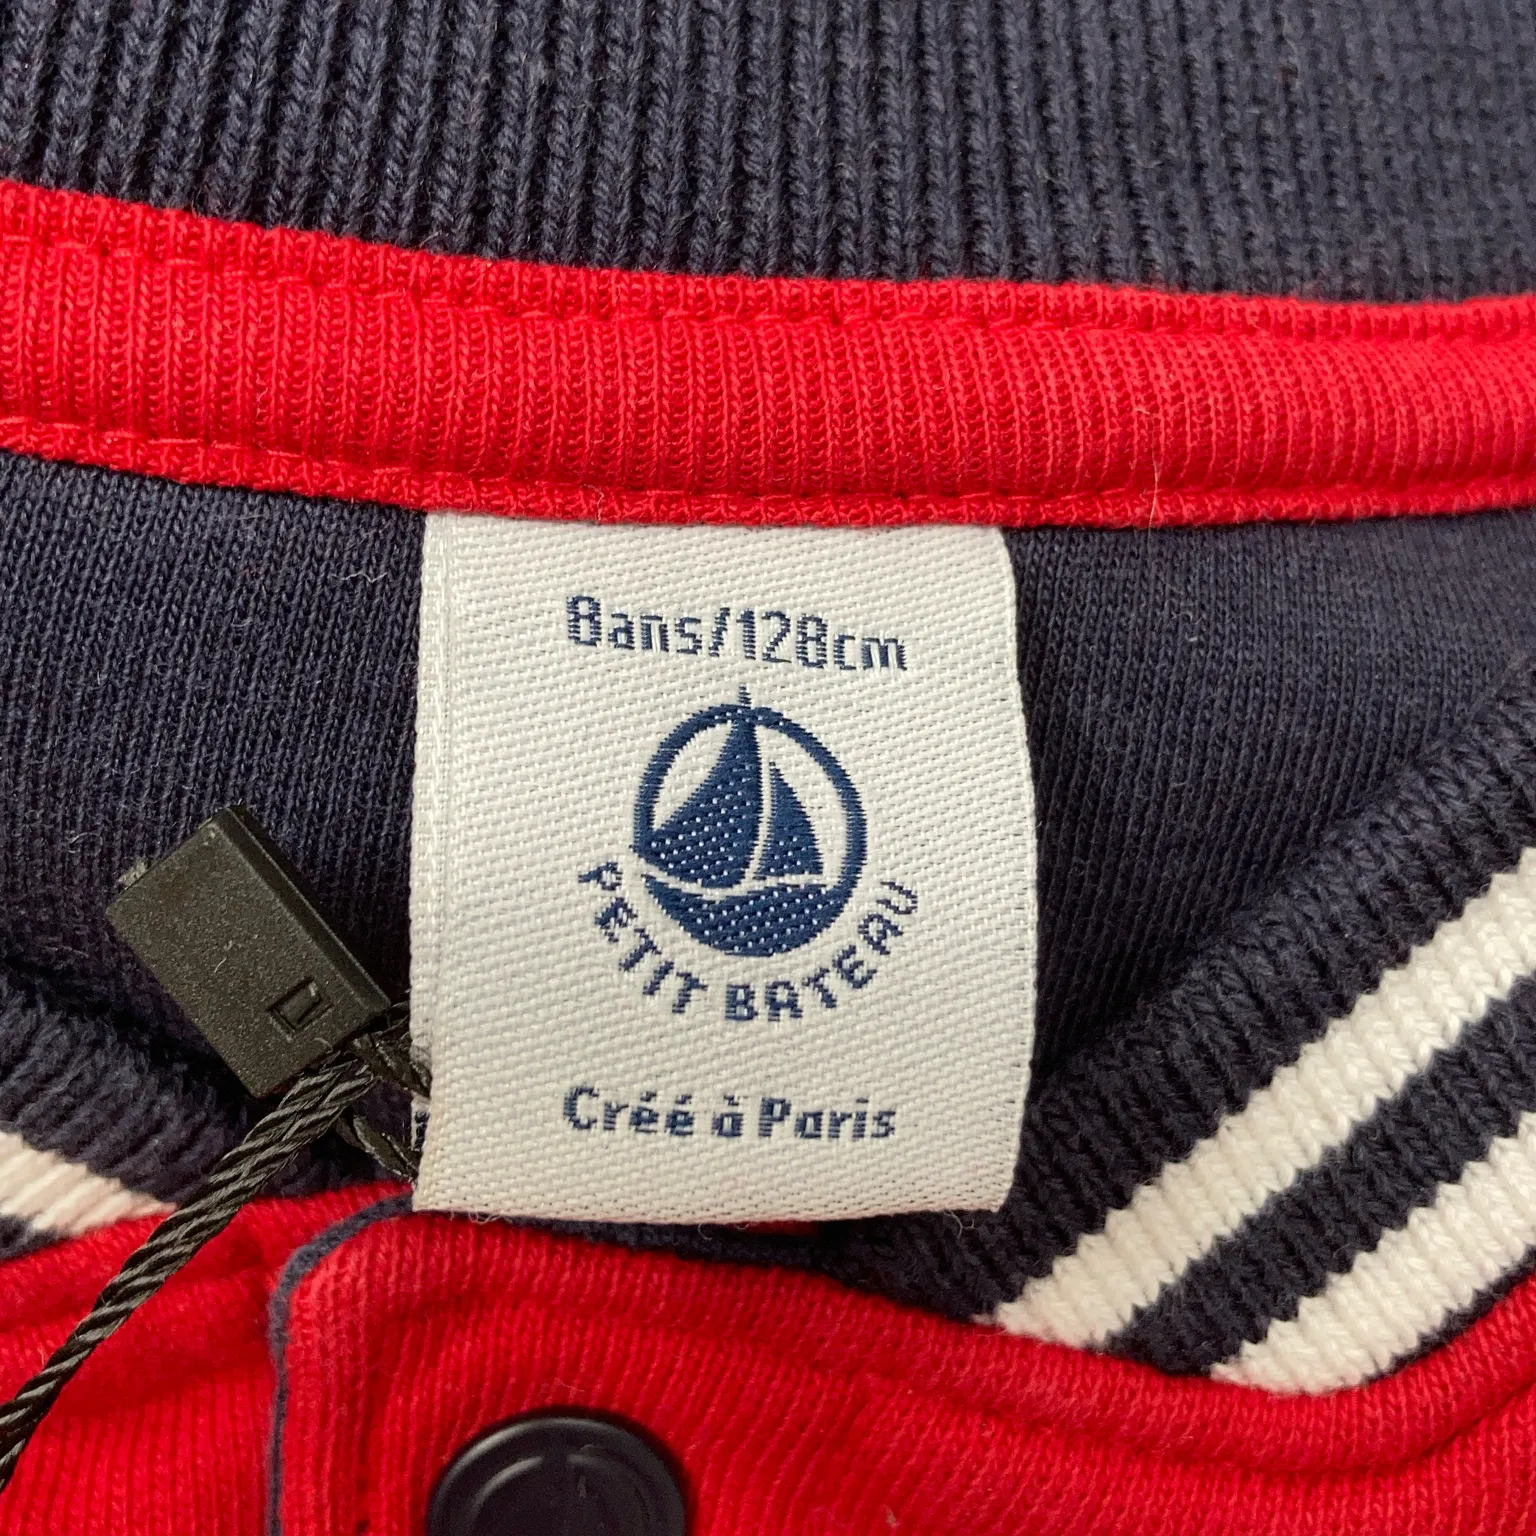 8ans/128cm
PETIT BATEAU
Créé à Paris